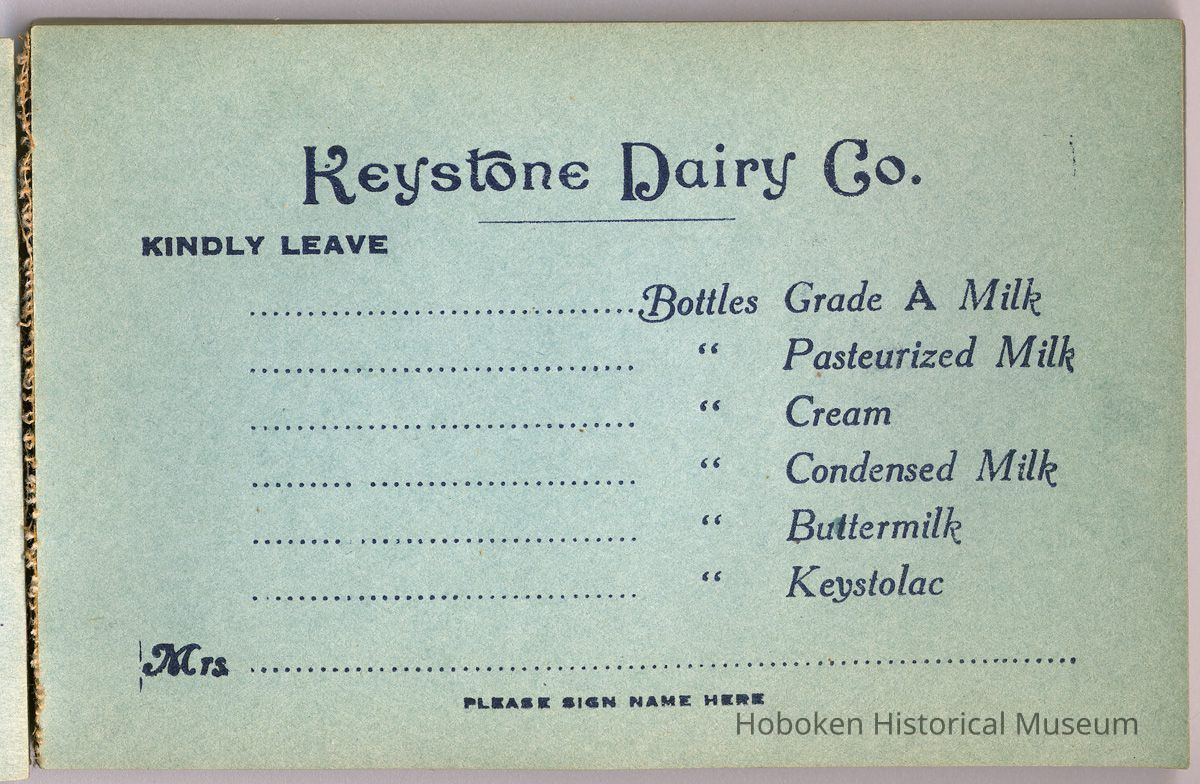 Keystone Dairy Co.
KINDLY LEAVE
........................................Bottles Grade A Milk
........................................ “ Pasteurized Milk
........................................ “ Cream
........................................ “ Condensed Milk
........................................ “ Buttermilk
........................................ “ Keystolac
Mrs. ................................................................................
PLEASE SIGN NAME HERE
Hoboken Historical Museum